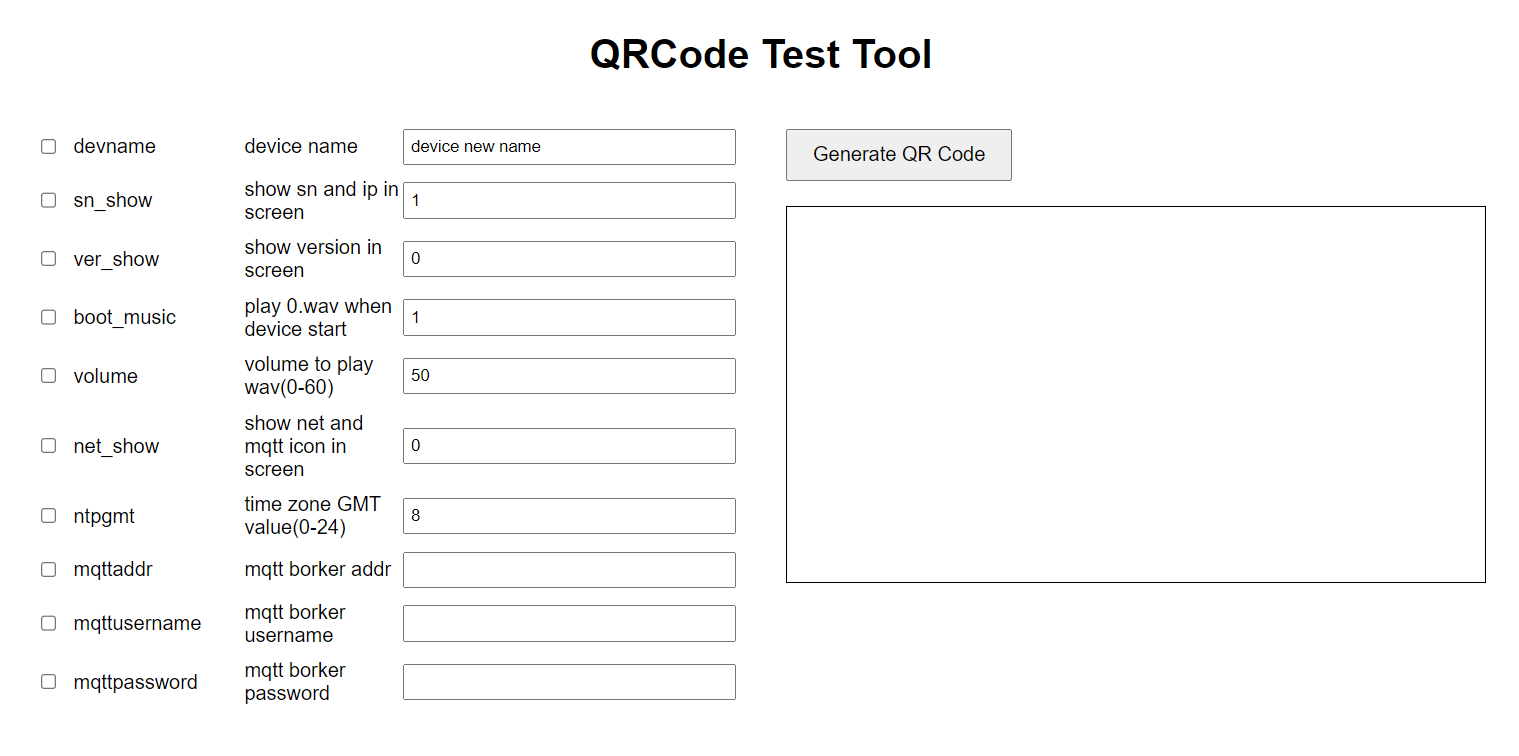 QRCode Test Tool
devname device name device new name
Generate QR Code
sn_show show sn and ip in
screen 1
ver_show show version in
screen 0
boot_music play 0.wav when
device start 1
volume volume to play
wav(0-60) 50
net_show show net and
mqtt icon in
screen 0
ntpgmt time zone GMT
value(0-24) 8
mqttaddr mqtt borker addr
mqttusername mqtt borker
username
mqttpassword mqtt borker
password